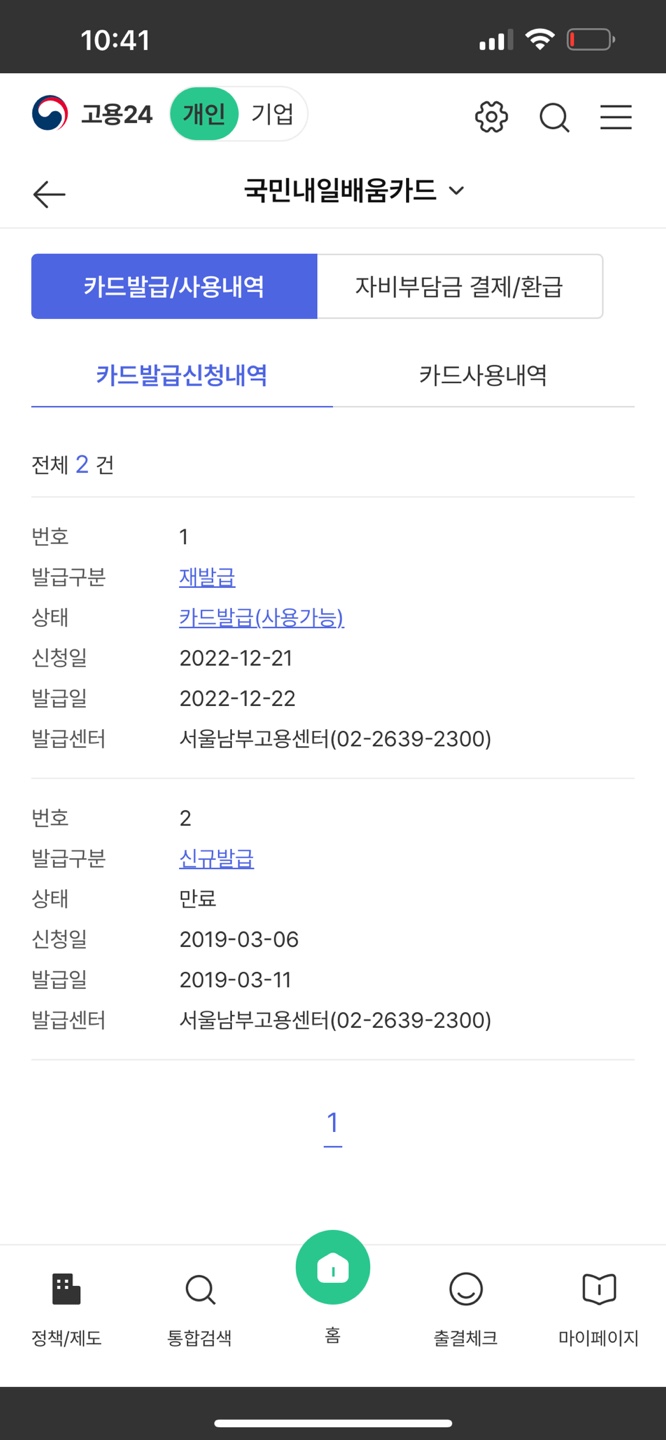 10:41
고용24 개인 기업
국민내일배움카드
카드발급/사용내역 자비부담금 결제/환급
카드발급신청내역 카드사용내역
전체 2 건
번호 1
발급구분 재발급
상태 카드발급(사용가능)
신청일 2022-12-21
발급일 2022-12-22
발급센터 서울남부고용센터(02-2639-2300)
번호 2
발급구분 신규발급
상태 만료
신청일 2019-03-06
발급일 2019-03-11
발급센터 서울남부고용센터(02-2639-2300)
1
정책/제도 통합검색 홈 출결체크 마이페이지